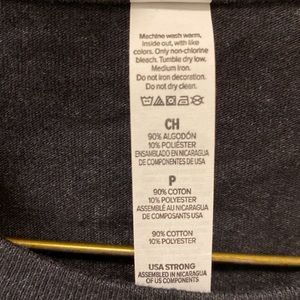 Machine wash warm,
inside out, with like
colors. Only non-chlorine
bleach. Tumble dry low.
Medium iron.
Do not iron decoration.
Do not dry clean.
CH
90% ALGODÓN
10% POLIÉSTER
ENSAMBLADO EN NICARAGUA
DE COMPONENTES DE USA
P
90% COTON
10% POLYESTER
ASSEMBLÉ AU NICARAGUA
DE COMPOSANTS USA
90% COTTON
10% POLYESTER
USA STRONG
ASSEMBLED IN NICARAGUA
OF US COMPONENTS